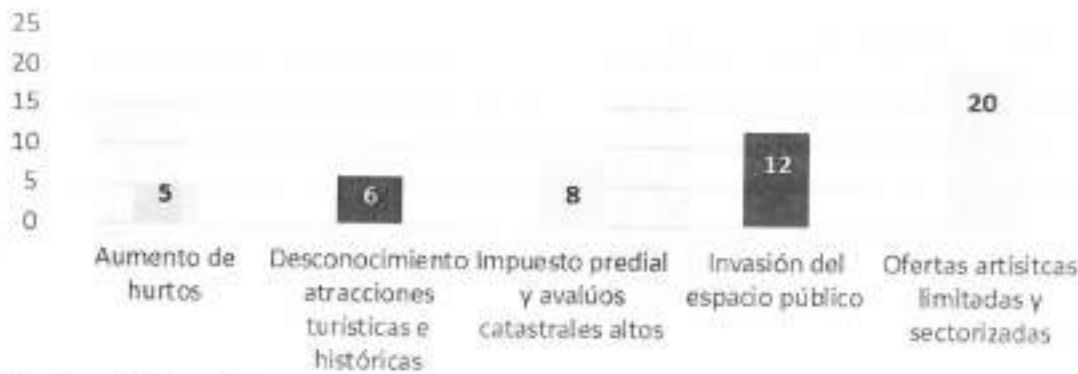 25
20
15
10
5
0
5
6
8
12
20
Aumento de
hurtos
Desconocimiento
atracciones
turísticas e
históricas
Impuesto predial
y avalúos
catastrales altos
Invasión del
espacio público
Ofertas artisitcas
limitadas y
sectorizadas